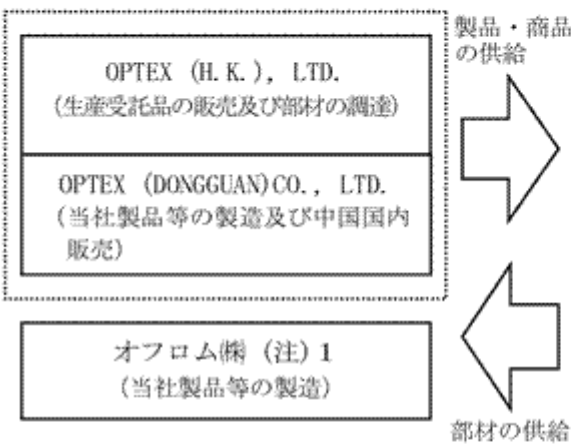 製品・商品
の供給
OPTEX (H.K.), LTD.
(生産受託品の販売及び部材の調達)
OPTEX (DONGGUAN)CO., LTD.
(当社製品等の製造及び中国国内
販売)
オフロム㈱ (注) 1
(当社製品等の製造)
部材の供給